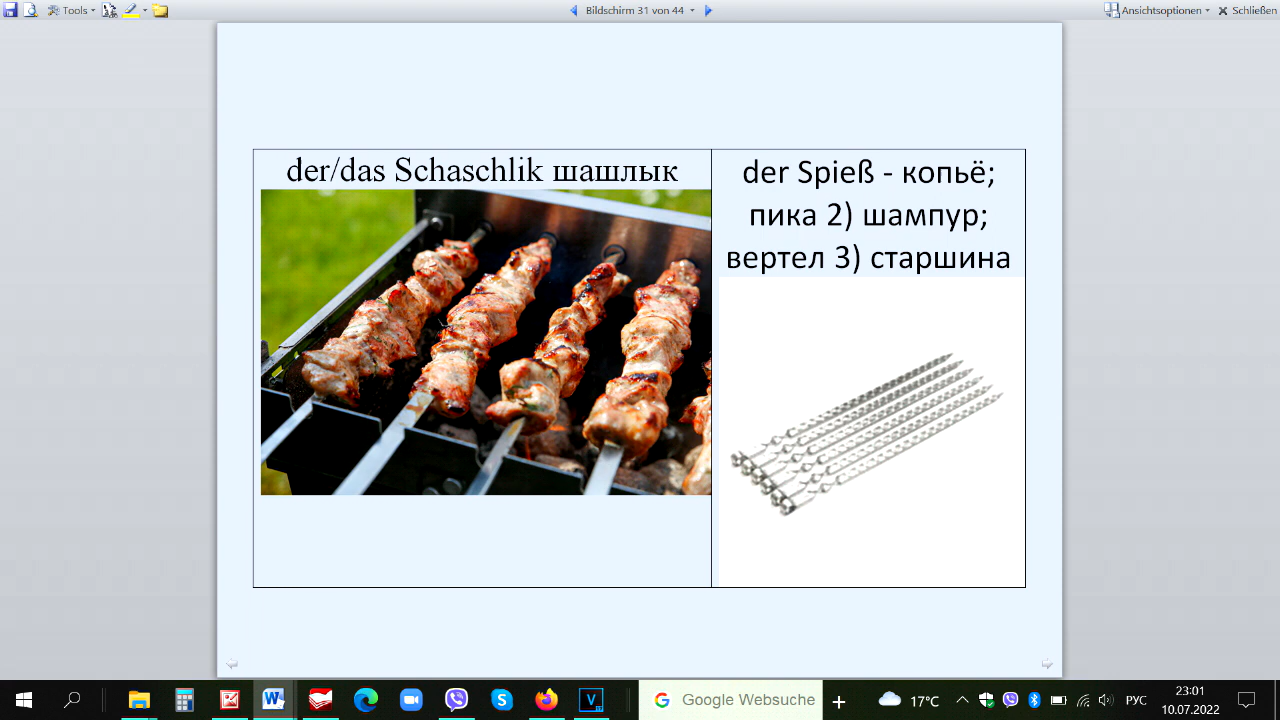 Tools
Bildschirm 31 von 44
Ansichtsoptionen
Schließen
der/das Schaschlik шашлык
der Spieß - копьё;
пика 2) шампур;
вертел 3) старшина
Google Websuche
17°C
РУС
23:01
10.07.2022